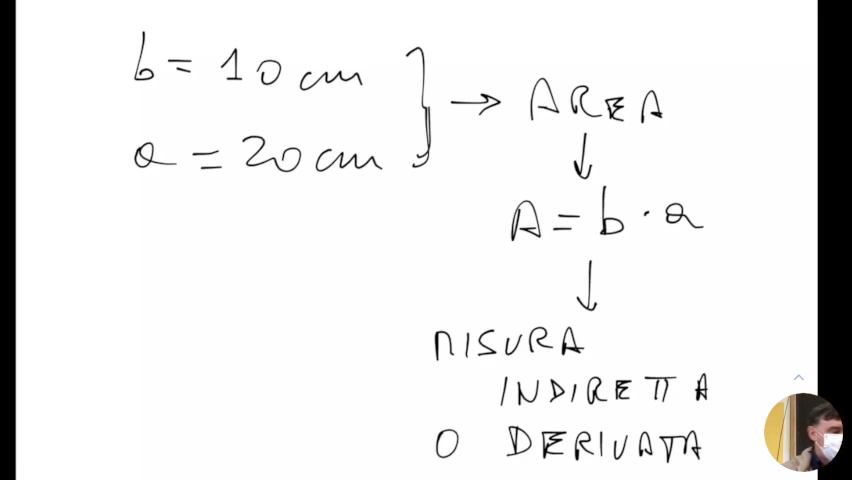 b = 10 cm
a = 20 cm
→ AREA
↓
A = b · a
↓
MISURA
INDIRETTA
O DERIVATA